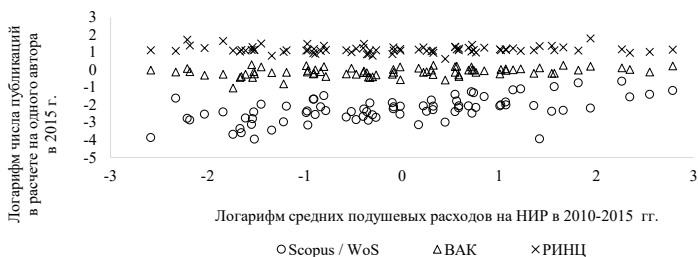 Логарифм числа публикаций
в расчете на одного автора
в 2015 г.
3
2
1
0
-1
-2
-3
-4
-5
-3
-2
-1
0
1
2
3
Логарифм средних подушевых расходов на НИР в 2010-2015 гг.
Scopus / WoS
ВАК
РИНЦ